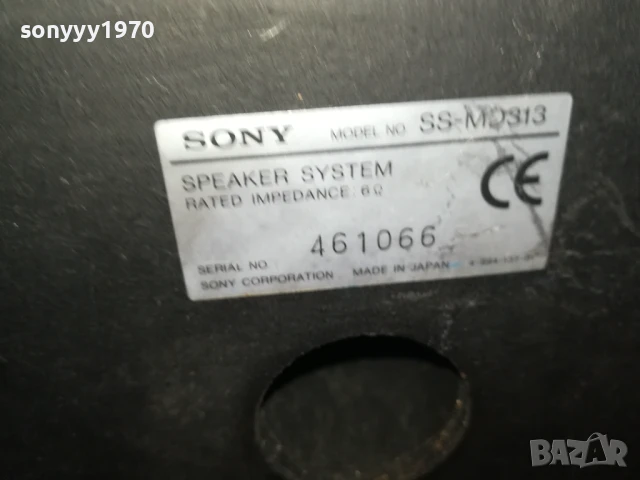 sonyyy1970
SONY MODEL NO. SS-MD313
SPEAKER SYSTEM
RATED IMPEDANCE. 6Ω
CE
SERIAL NO. 461066
SONY CORPORATION MADE IN JAPAN
BAZAR